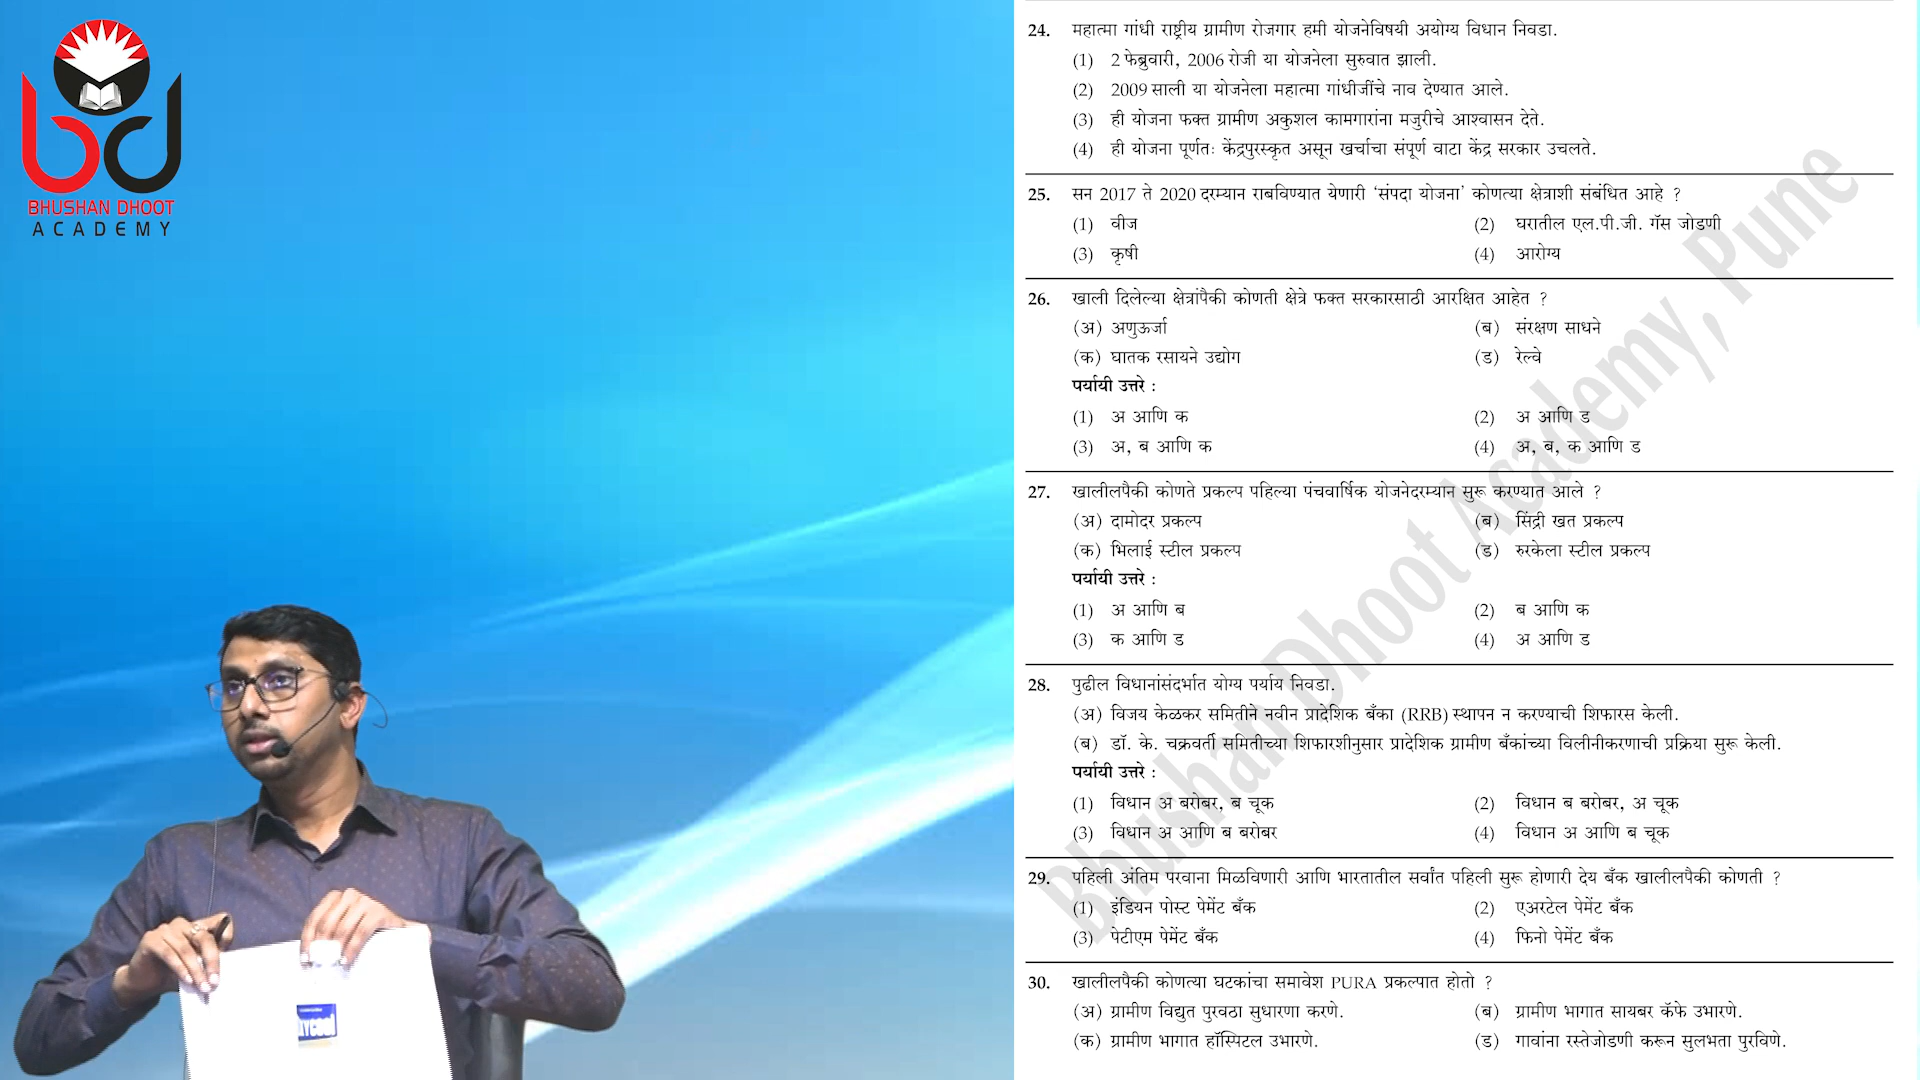 BHUSHAN DHOOT
ACADEMY
24. महात्मा गांधी राष्ट्रीय ग्रामीण रोजगार हमी योजनेविषयी अयोग्य विधान निवडा.
(1) 2 फेब्रुवारी, 2006 रोजी या योजनेला सुरुवात झाली.
(2) 2009 साली या योजनेला महात्मा गांधीजींचे नाव देण्यात आले.
(3) ही योजना फक्त ग्रामीण अकुशल कामगारांना मजुरीचे आश्वासन देते.
(4) ही योजना पूर्णतः केंद्रपुरस्कृत असून खर्चाचा संपूर्ण वाटा केंद्र सरकार उचलते.
25. सन 2017 ते 2020 दरम्यान राबविण्यात येणारी ‘संपदा योजना’ कोणत्या क्षेत्राशी संबंधित आहे ?
(1) वीज (2) घरातील एल.पी.जी. गॅस जोडणी
(3) कृषी (4) आरोग्य
26. खाली दिलेल्या क्षेत्रांपैकी कोणती क्षेत्रे फक्त सरकारसाठी आरक्षित आहेत ?
(अ) अणुऊर्जा (ब) संरक्षण साधने
(क) घातक रसायने उद्योग (ड) रेल्वे
पर्यायी उत्तरे :
(1) अ आणि क (2) अ आणि ड
(3) अ, ब आणि क (4) अ, ब, क आणि ड
27. खालीलपैकी कोणते प्रकल्प पहिल्या पंचवार्षिक योजनेदरम्यान सुरू करण्यात आले ?
(अ) दामोदर प्रकल्प (ब) सिंद्री खत प्रकल्प
(क) भिलाई स्टील प्रकल्प (ड) रुरकेला स्टील प्रकल्प
पर्यायी उत्तरे :
(1) अ आणि ब (2) ब आणि क
(3) क आणि ड (4) अ आणि ड
28. पुढील विधानांसंदर्भात योग्य पर्याय निवडा.
(अ) विजय केळकर समितीने नवीन प्रादेशिक बँका (RRB) स्थापन न करण्याची शिफारस केली.
(ब) डॉ. के. चक्रवर्ती समितीच्या शिफारशीनुसार प्रादेशिक ग्रामीण बँकांच्या विलीनीकरणाची प्रक्रिया सुरू केली.
पर्यायी उत्तरे :
(1) विधान अ बरोबर, ब चूक (2) विधान ब बरोबर, अ चूक
(3) विधान अ आणि ब बरोबर (4) विधान अ आणि ब चूक
29. पहिली अंतिम परवाना मिळविणारी आणि भारतातील सर्वांत पहिली सुरू होणारी देय बँक खालीलपैकी कोणती ?
(1) इंडियन पोस्ट पेमेंट बँक (2) एअरटेल पेमेंट बँक
(3) पेटीएम पेमेंट बँक (4) फिनो पेमेंट बँक
30. खालीलपैकी कोणत्या घटकांचा समावेश PURA प्रकल्पात होतो ?
(अ) ग्रामीण विद्युत पुरवठा सुधारणा करणे. (ब) ग्रामीण भागात सायबर कॅफे उभारणे.
(क) ग्रामीण भागात हॉस्पिटल उभारणे. (ड) गावांना रस्तेजोडणी करून सुलभता पुरविणे.
Bhushan Dhoot Academy, Pune